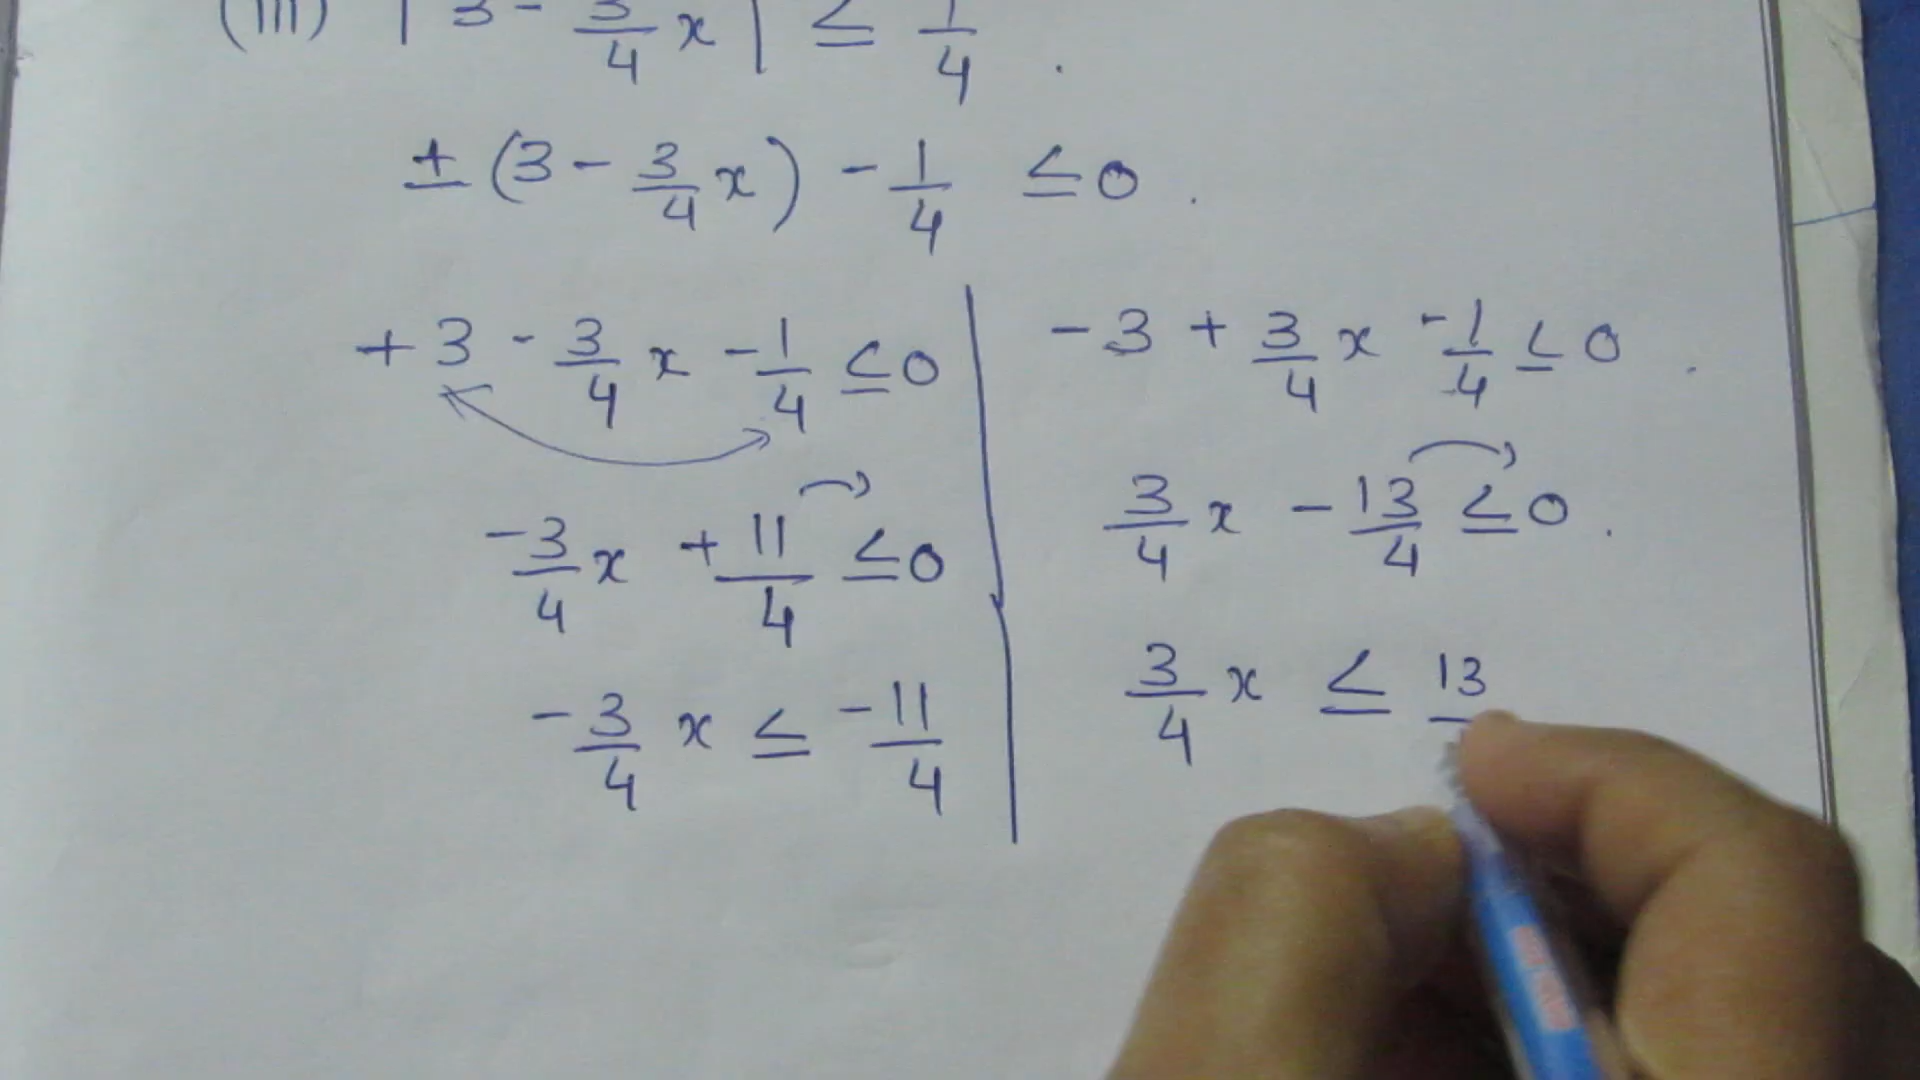 (iii) | 3 - 3/4 x | ≤ 1/4 .
± (3 - 3/4 x) - 1/4 ≤ 0 .
+ 3 - 3/4 x - 1/4 ≤ 0
-3/4 x + 11/4 ≤ 0
-3/4 x ≤ -11/4
- 3 + 3/4 x - 1/4 ≤ 0 .
3/4 x - 13/4 ≤ 0 .
3/4 x ≤ 13